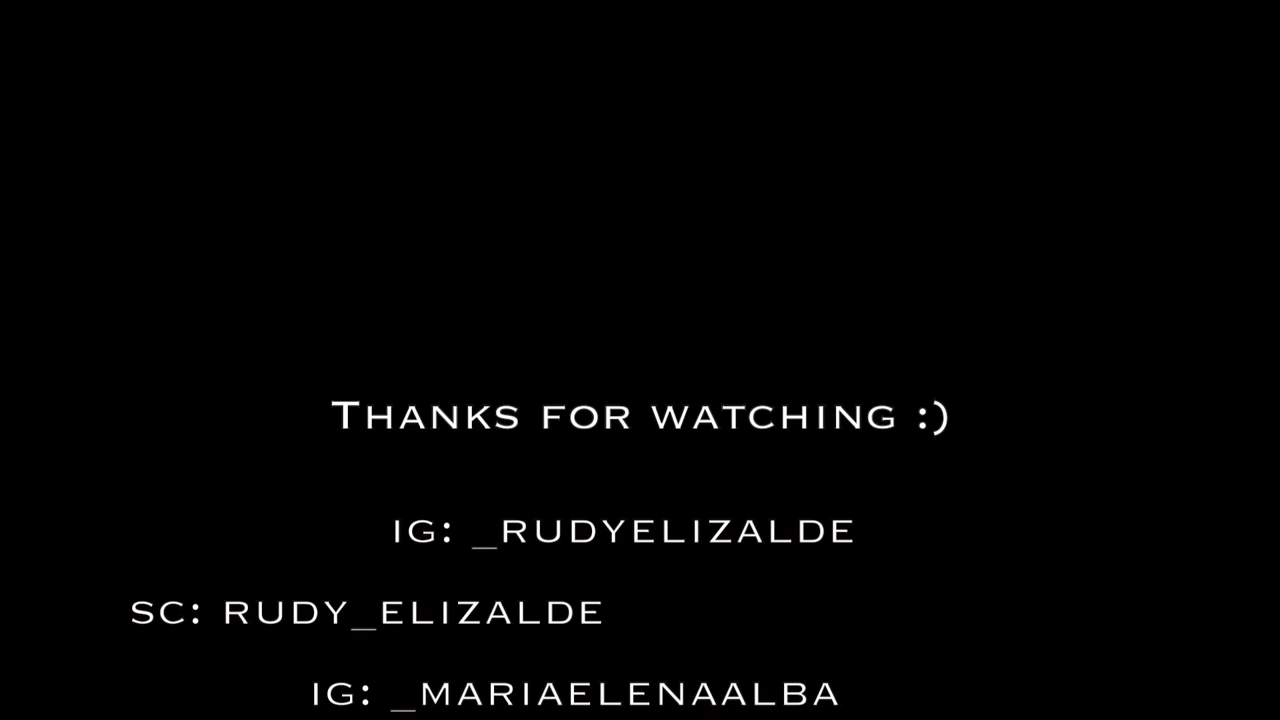 Thanks for watching :)
IG: _RUDYELIZALDE
SC: RUDY_ELIZALDE
IG: _MARIAELENAALBA